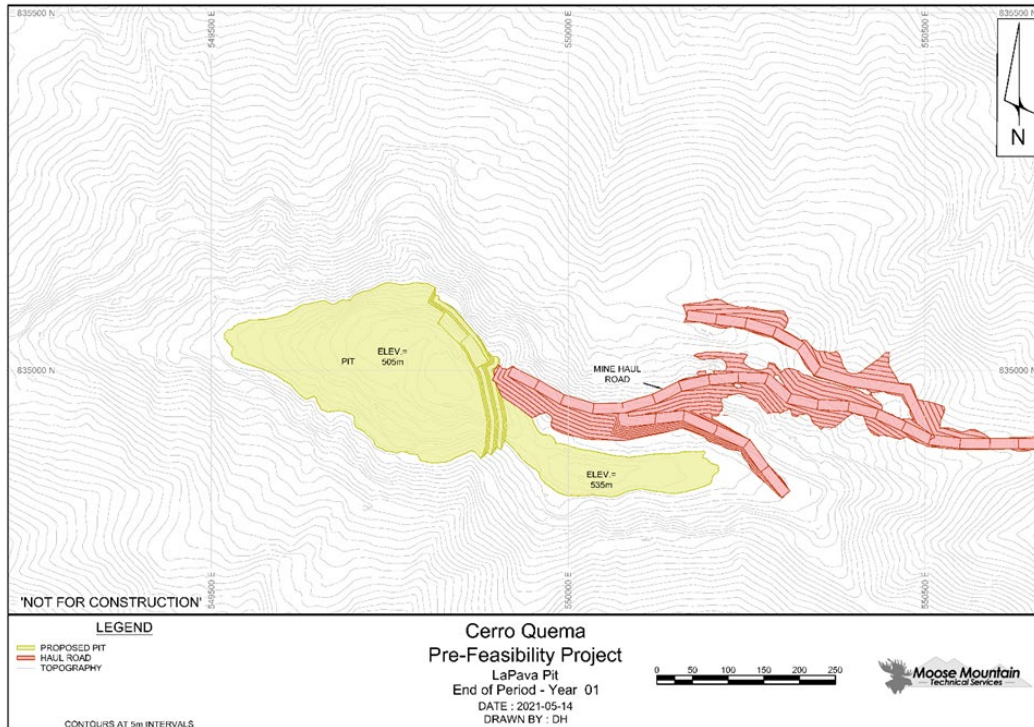 835500 N
549500 E
550000 E
550500 E
835500 N
N
835000 N
PIT
ELEV.=
505m
MINE HAUL
ROAD
835000 N
ELEV.=
535m
'NOT FOR CONSTRUCTION'
549500 E
550000 E
550500 E
LEGEND
PROPOSED PIT
HAUL ROAD
TOPOGRAPHY
CONTOURS AT 5m INTERVALS
Cerro Quema
Pre-Feasibility Project
LaPava Pit
End of Period - Year 01
DATE : 2021-05-14
DRAWN BY : DH
0 50 100 150 200 250
Moose Mountain
Technical Services